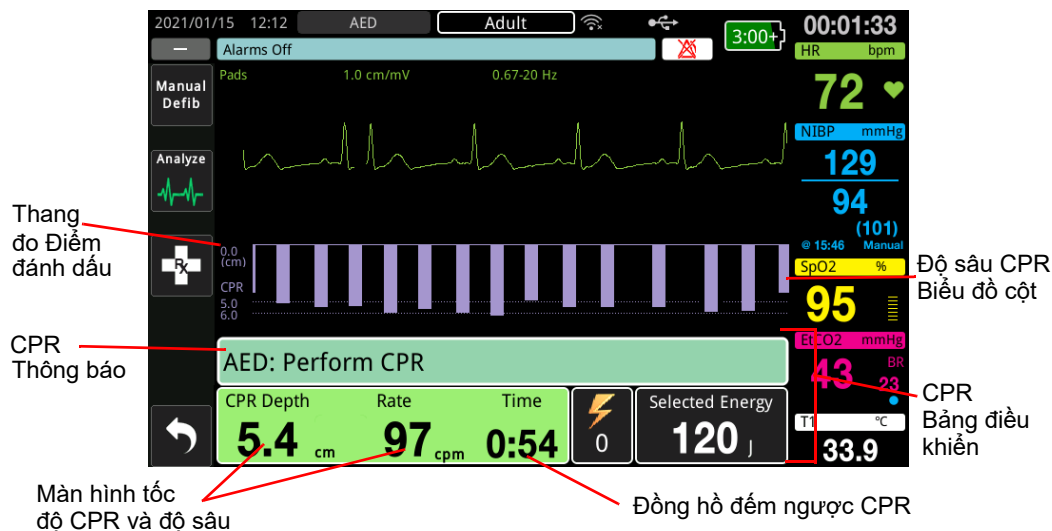 2021/01/15 12:12 AED Adult 3:00+ 00:01:33
Alarms Off
HR bpm
72
Manual
Defib
Pads 1.0 cm/mV 0.67-20 Hz
NIBP mmHg
129
94
(101)
@ 15:46 Manual
Analyze
Thang
đo Điểm
đánh dấu
Rx
0.0
(cm)
CPR
5.0
6.0
SpO2 %
95
Độ sâu CPR
Biểu đồ cột
CPR
Thông báo
AED: Perform CPR
EtCO2 mmHg
43
BR
23
CPR
Bảng điều
khiển
CPR Depth Rate Time
5.4 cm 97 cpm 0:54
0
Selected Energy
120 J
T1 °C
33.9
Màn hình tốc
độ CPR và độ sâu
Đồng hồ đếm ngược CPR